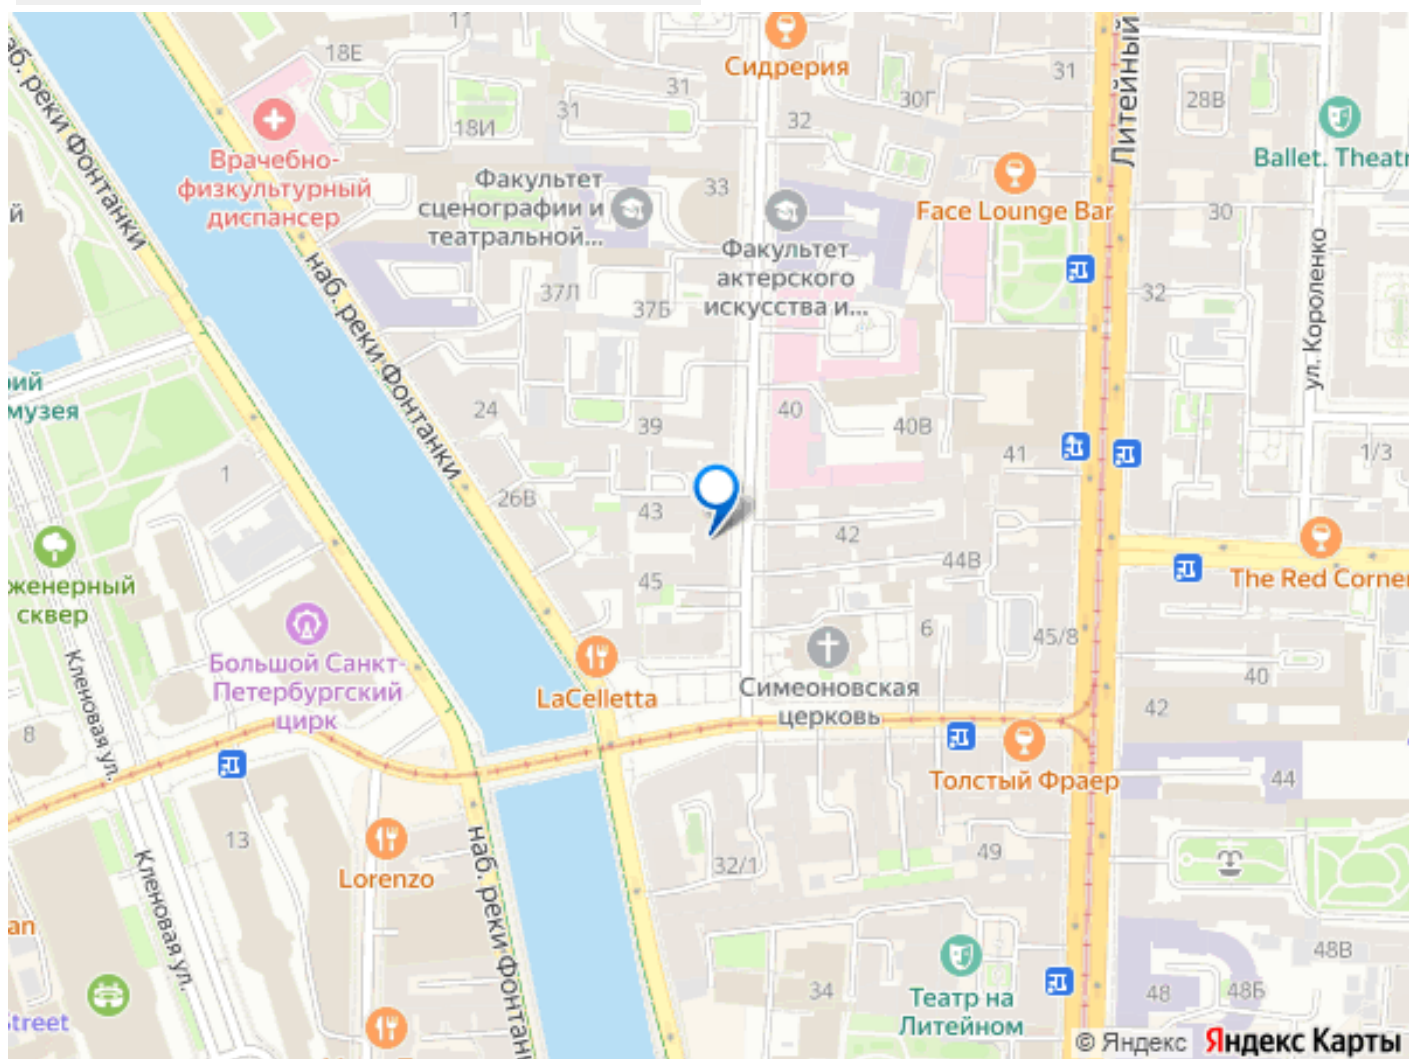 11
18Е
Сидрерия
31
31
31
30Г
28В
Литейный
наб. реки Фонтанки
18И
32
Врачебно-
физкультурный
диспансер
Ballet. Theatr
Факультет
сценографии и
театральной...
33
Face Lounge Bar
30
й
Факультет
актерского
искусства и...
ул. Короленко
наб. реки Фонтанки
37Л
37Б
32
рий
музея
24
39
40
40В
41
1/3
1
26В
43
42
44В
The Red Corner
женерный
сквер
45
6
45/8
Большой Санкт-
Петербургский
цирк
LaCelletta
Симеоновская
церковь
40
42
8
Кленовая ул.
Толстый Фраер
44
13
наб. реки Фонтанки
32/1
49
Lorenzo
Кленовая ул.
an
Театр на
Литейном
34
48
48Б
48В
Street
© Яндекс Яндекс Карты